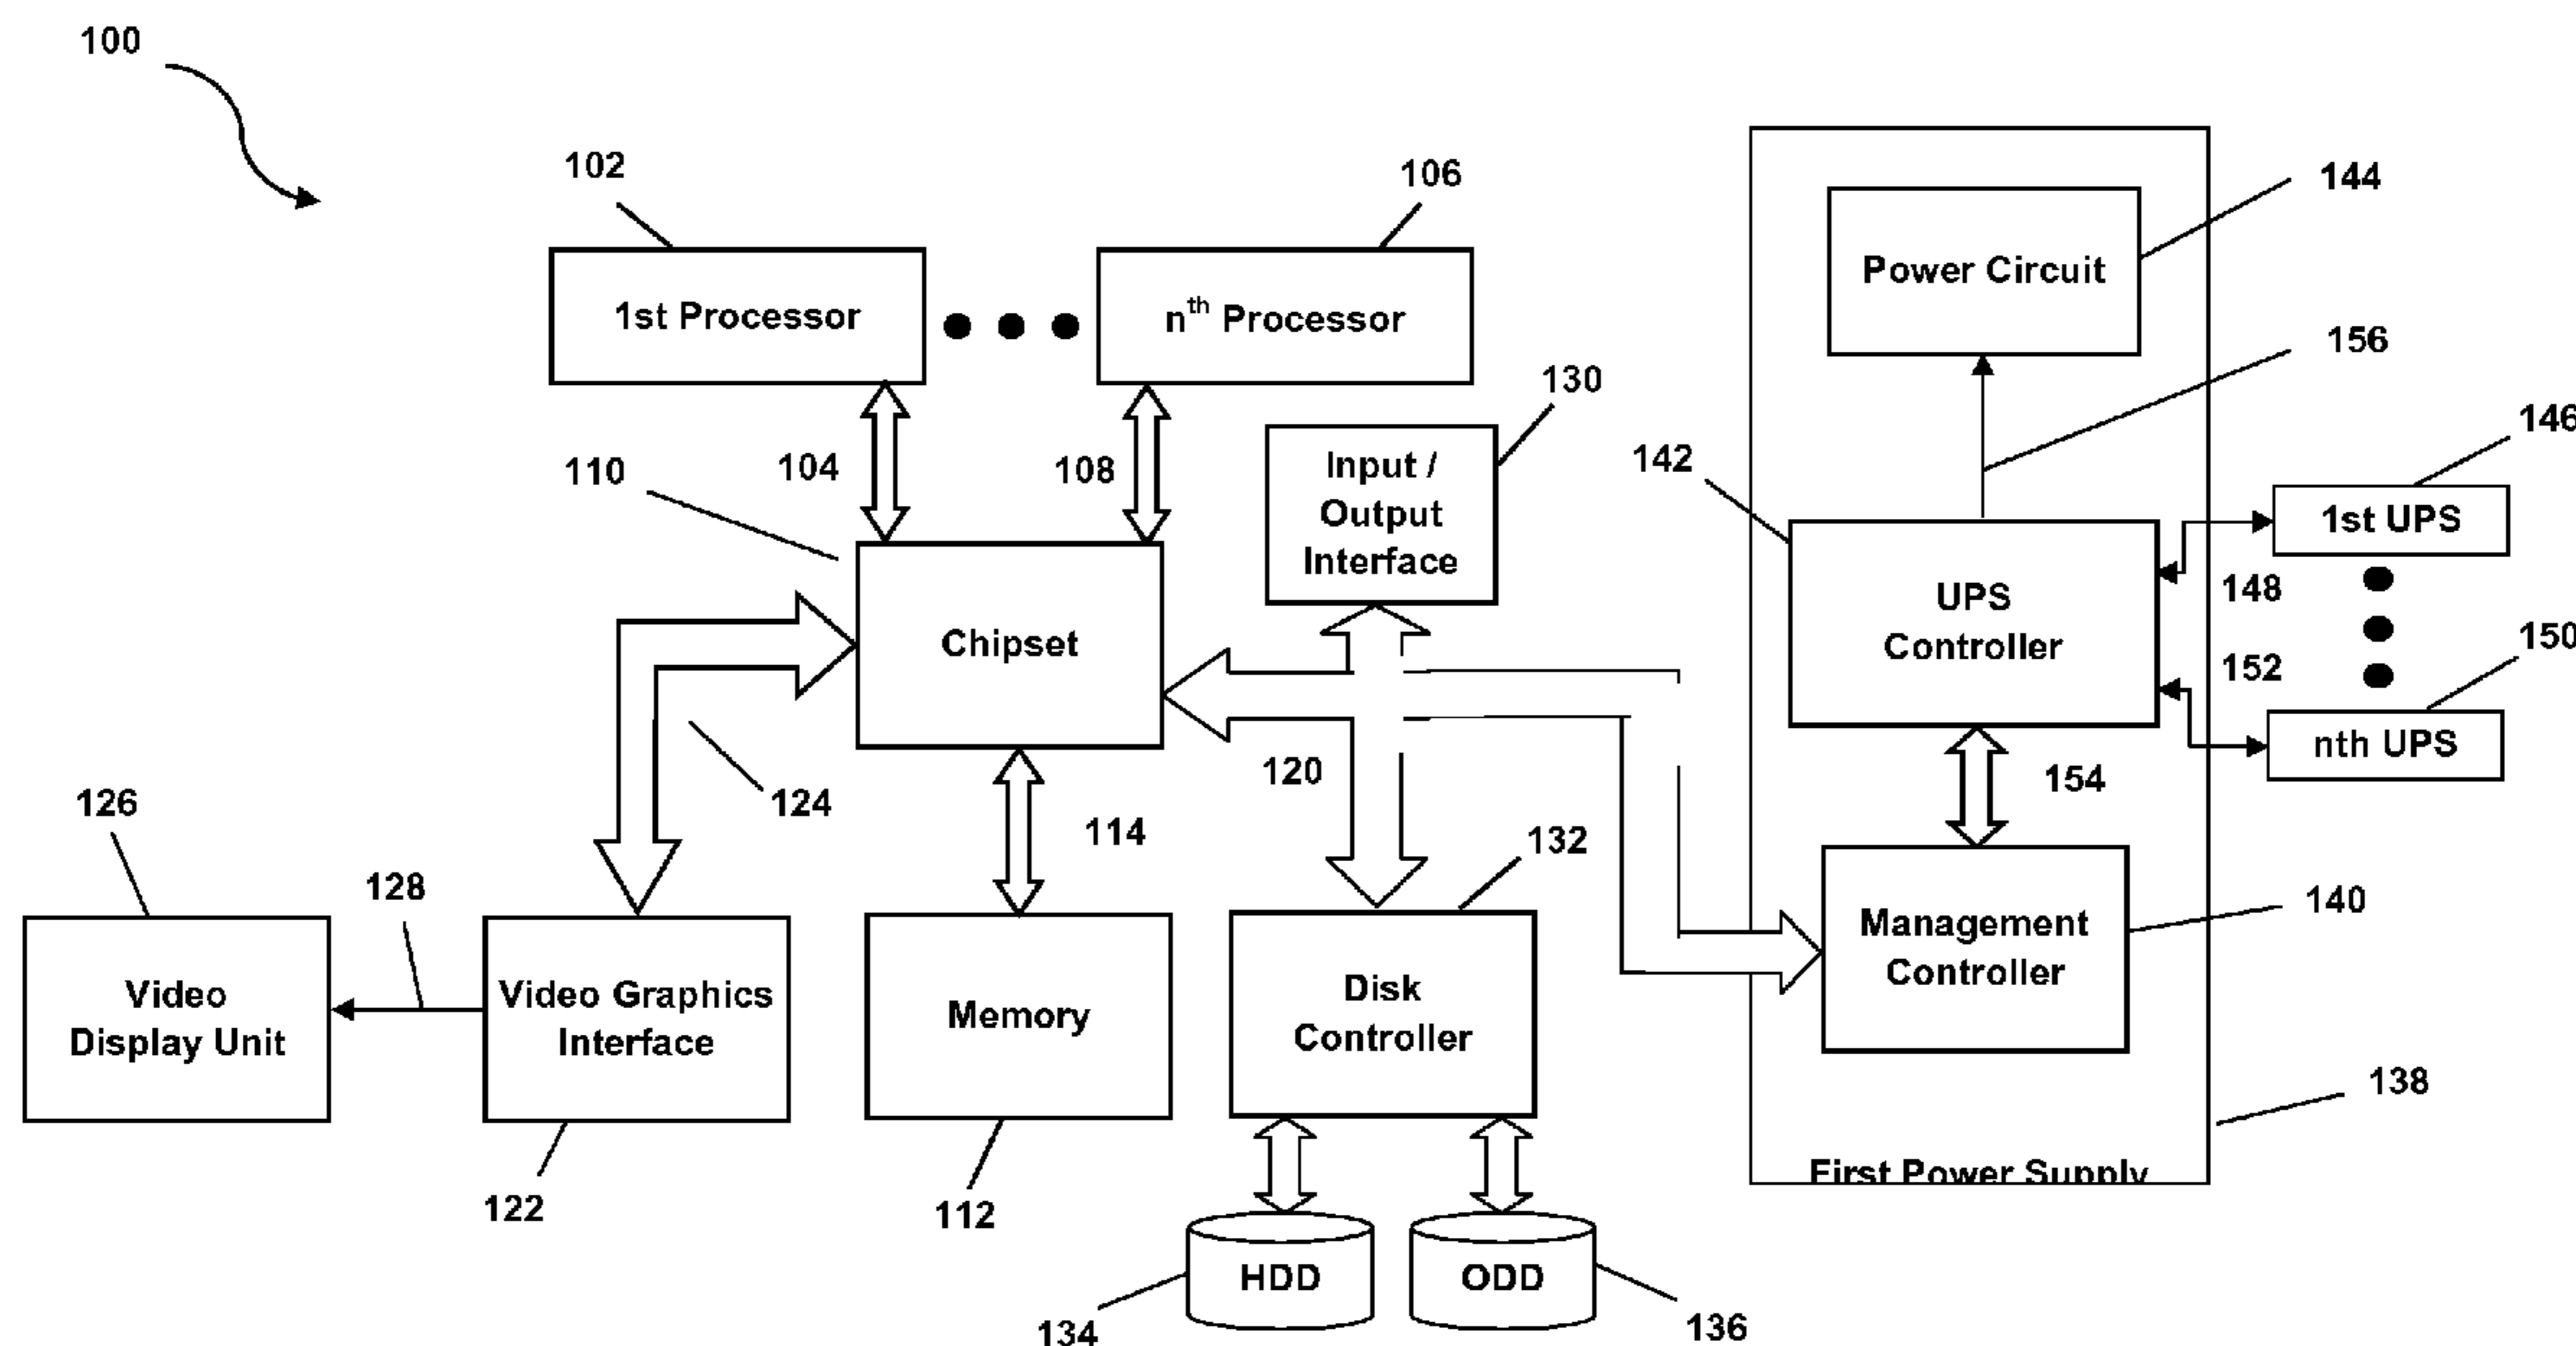 100
102
106
144
1st Processor
nth Processor
Power Circuit
156
130
146
104
108
110
142
Input /
Output
Interface
1st UPS
148
UPS
Controller
150
152
Chipset
nth UPS
120
154
124
126
114
132
128
140
Management
Controller
Video
Display Unit
Video Graphics
Interface
Memory
Disk
Controller
138
First Power Supply
122
112
HDD
ODD
134
136